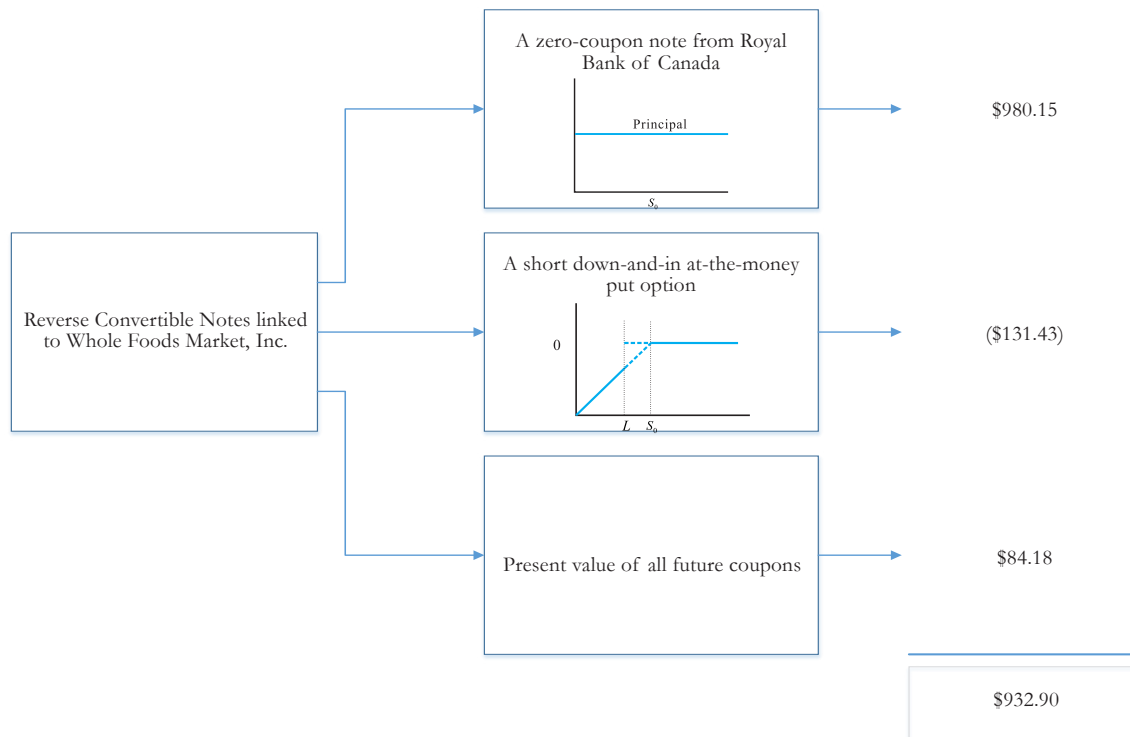 Reverse Convertible Notes linked
to Whole Foods Market, Inc.
A zero-coupon note from Royal
Bank of Canada
Principal
S₀
$980.15
A short down-and-in at-the-money
put option
0
L S₀
($131.43)
Present value of all future coupons
$84.18
$932.90